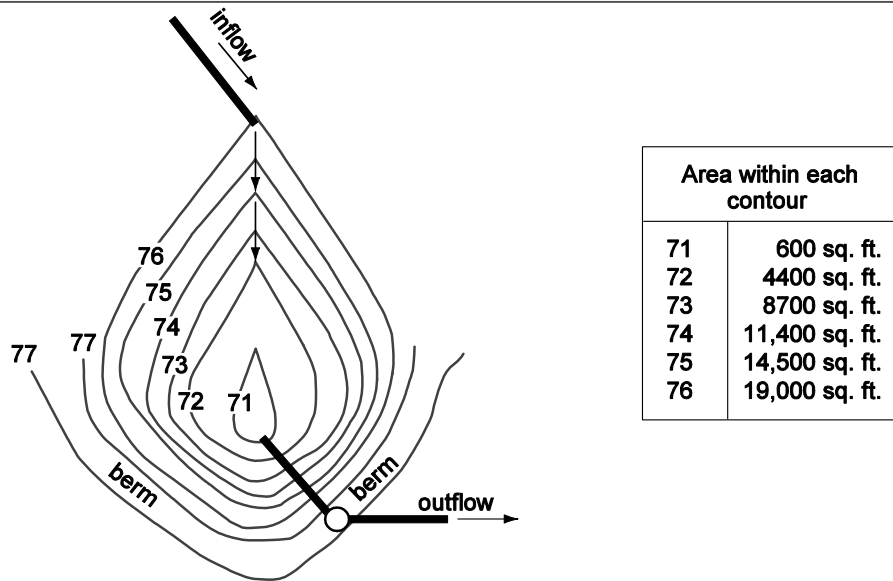 inflow
76
75
74
73
72
71
77
77
berm
berm
outflow
Area within each
contour
71 600 sq. ft.
72 4400 sq. ft.
73 8700 sq. ft.
74 11,400 sq. ft.
75 14,500 sq. ft.
76 19,000 sq. ft.